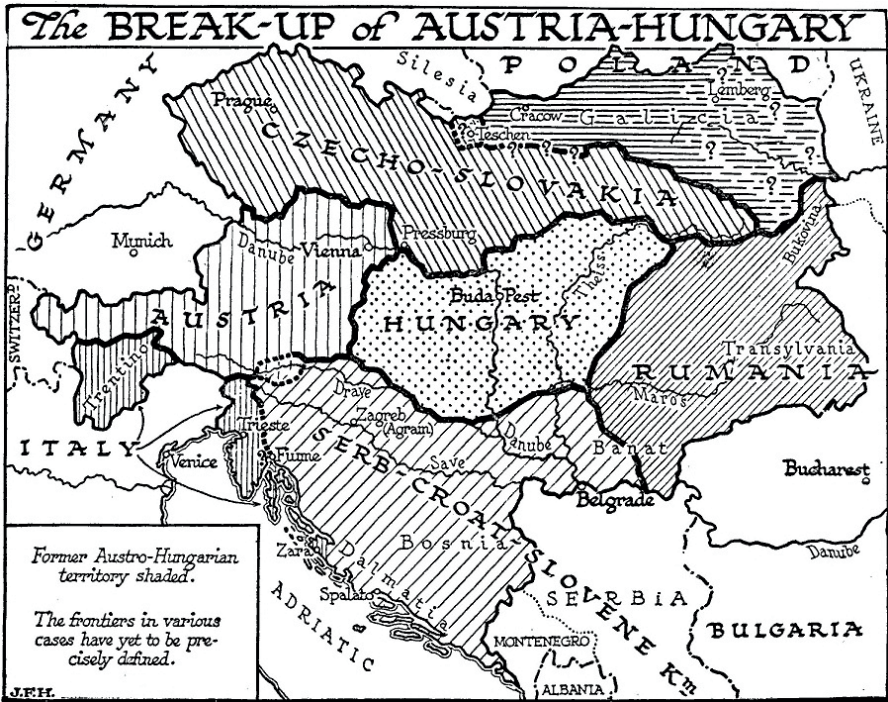 The BREAK-UP of AUSTRIA-HUNGARY
GERMANY
Silesia
POLAND
UKRAINE
Prague
Cracow
Galicia
Lemberg
?
?
?
?
?
?
?
?
?
Teschen
CZECHO-SLOVAKIA
Munich
Danube
Vienna
Pressburg
Bukovina
SWITZERD
AUSTRIA
Buda Pest
Theiss
HUNGARY
Transylvania
RUMANIA
Maros
Trentino
?
Drave
Zagreb
(Agram)
Danube
Banat
ITALY
Trieste
Venice
Fiume
?
Save
SERB-CROAT-SLOVENE Km
Belgrade
Bucharest
Danube
Bosnia
Zara
Dalmatia
Spalato
ADRIATIC
SERBIA
MONTENEGRO
BULGARIA
ALBANIA
Former Austro-Hungarian
territory shaded.
The frontiers in various
cases have yet to be pre-
cisely defined.
J.F.H.